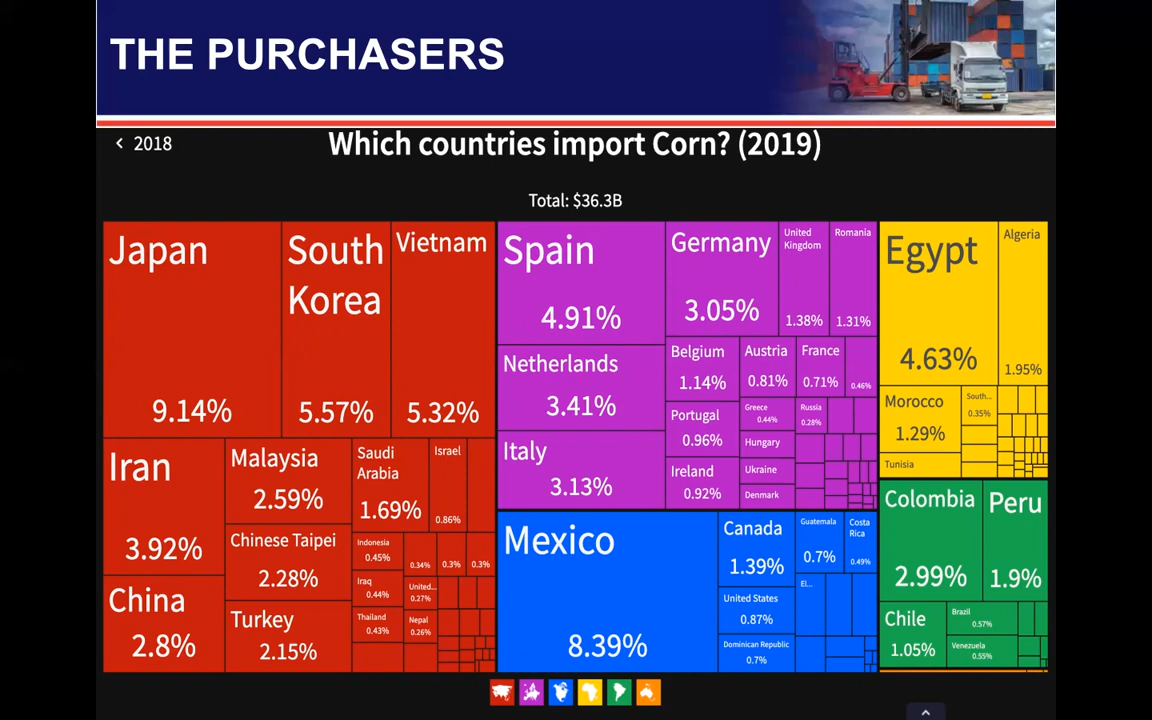 THE PURCHASERS
< 2018
Which countries import Corn? (2019)
Total: $36.3B
Japan
9.14%
South
Korea
5.57%
Vietnam
5.32%
Iran
3.92%
China
2.8%
Malaysia
2.59%
Chinese Taipei
2.28%
Turkey
2.15%
Saudi
Arabia
1.69%
Israel
0.86%
Indonesia
0.45%
0.34%
0.3%
0.3%
Iraq
0.44%
United...
0.27%
Thailand
0.43%
Nepal
0.26%
Spain
4.91%
Netherlands
3.41%
Italy
3.13%
Germany
3.05%
United
Kingdom
1.38%
Romania
1.31%
Belgium
1.14%
Austria
0.81%
France
0.71%
0.46%
Portugal
0.96%
Greece
0.44%
Russia
0.28%
Hungary
Ireland
0.92%
Ukraine
Denmark
Mexico
8.39%
Canada
1.39%
United States
0.87%
Dominican Republic
0.7%
Guatemala
0.7%
Costa
Rica
0.49%
El...
Egypt
4.63%
Algeria
1.95%
Morocco
1.29%
South...
0.35%
Tunisia
Colombia
2.99%
Peru
1.9%
Chile
1.05%
Brazil
0.57%
Venezuela
0.55%